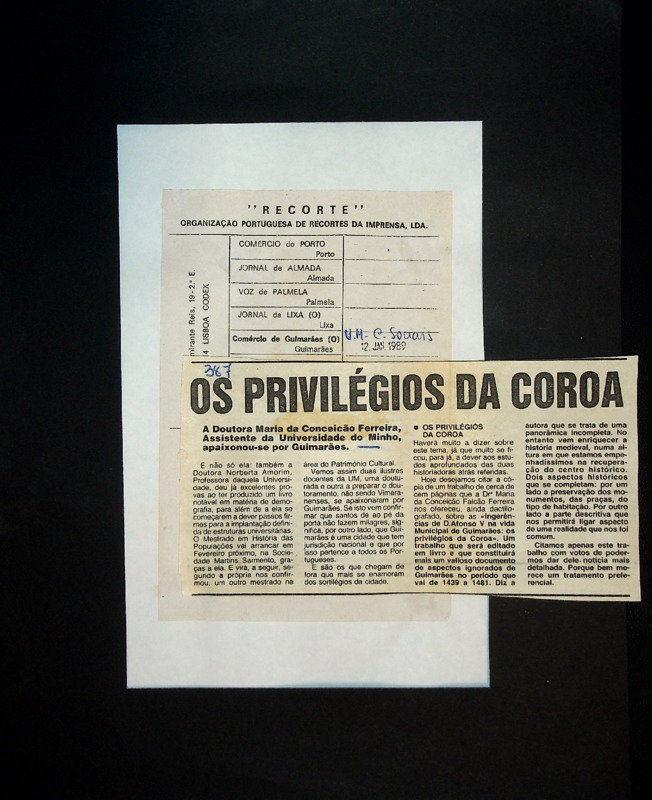 "RECORTE"
ORGANIZAÇÃO PORTUGUESA DE RECORTES DA IMPRENSA, LDA.
mirante Reis, 19-2.º E.
4 LISBOA CODEX
COMERCIO do PORTO
Porto
JORNAL de ALMADA
Almada
VOZ de PALMELA
Palmela
JORNAL da LIXA (O)
Lixa
Comércio de Guimarães (O)
Guimarães
U.M- C. Sociais
12. JAN. 1989
367
OS PRIVILÉGIOS DA COROA
A Doutora Maria da Conceicão Ferreira,
Assistente da Universidade do Minho,
apaixonou-se por Guimarães.
E não só ela: também a
Doutora Norberta Amorim,
Professora daquela Universi-
dade, deu já excelentes pro-
vas ao ter produzido um livro
notável em matéria de demo-
grafia, para além de a ela se
começarem a dever passos fir-
mos para a implantação defini-
da de estruturas universitárias.
O Mestrado em História das
Populações vai arrancar em
Fevereiro próximo, na Socie-
dade Martins Sarmento, gra-
ças a ela. E virá, a seguir, se-
gundo a própria nos confir-
mou, um outro mestrado na
área do Património Cultural.
Vemos assim duas ilustres
docentes da UM, uma doutu-
rada e outra a preparar o dou-
toramento, não sendo Vimara-
nenses, se apaixonaram por
Guimarães. Se isto vem confir-
mar que santos de ao pé da
porta não fazem milagres, sig-
nifica, por outro lado, que Gui-
marães é uma cidade que tem
jurisdição nacional e que por
isso pertence a todos os Por-
tugueses.
E são os que chegam de
fora que mais se enamoram
dos sortilégios da cidade.
■ OS PRIVILÉGIOS
DA COROA
Haverá muito a dizer sobre
este tema, já que muito se fi-
cou, para já, a dever aos estu-
dos aprofundados das duas
historiadoras atrás referidas.
Hoje desejamos citar a có-
pia de um trabalho de cerca de
cem páginas que a Drª Maria
da Conceição Falcão Ferreira
nos ofereceu, ainda dactilo-
grafado, sobre as «Ingerên-
cias de D.Afonso V na vida
Municipal de Guimarães: os
privilégios da Coroa». Um
trabalho que será editado
em livro e que constituirá
mais um valioso documento
de aspectos ignorados de
Guimarães no período que
vai de 1439 a 1481. Diz a
autora que se trata de uma
panorâmica incompleta. No
entanto vem enriquecer a
história medieval, numa al-
tura em que estamos empe-
nhadíssimos na recupera-
ção do centro histórico.
Dois aspectos históricos
que se completam: por um
lado a preservação dos mo-
numentos, das praças, do
tipo de habitação. Por outro
lado a parte descritiva que
nos permitirá ligar aspecto
de uma realidade que nos foi
comum.
Citamos apenas este tra-
balho com votos de poder-
mos dar dele notícia mais
detalhada. Porque bem me-
rece um tratamento prefe-
rencial.